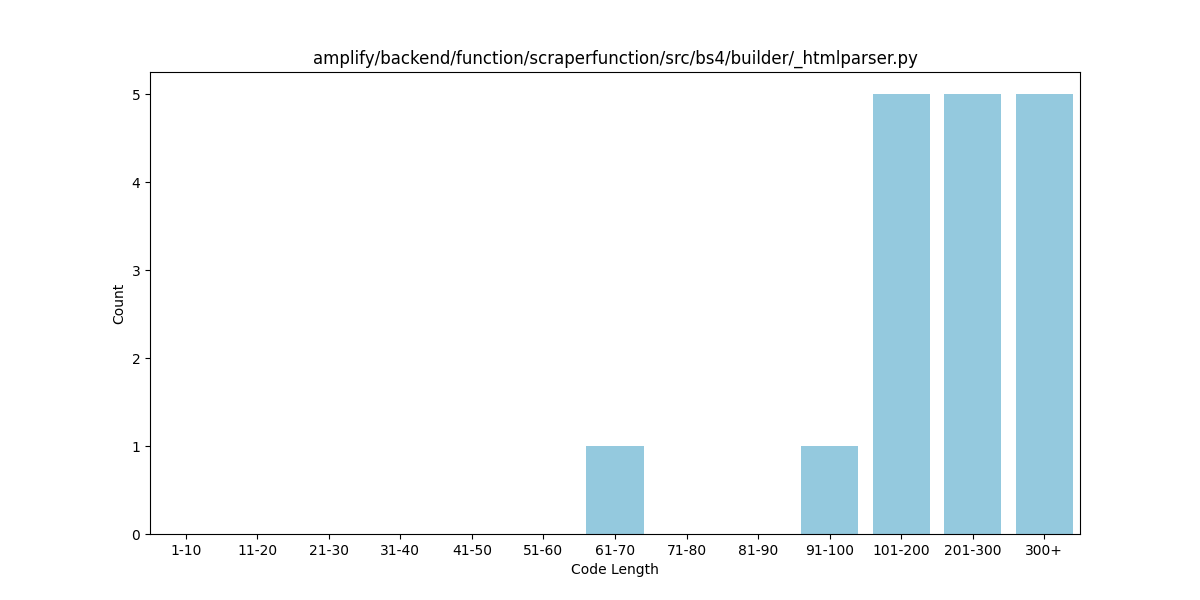 amplify/backend/function/scraperfunction/src/bs4/builder/_htmlparser.py
5
4
3
2
1
0
Count
1-10 11-20 21-30 31-40 41-50 51-60 61-70 71-80 81-90 91-100 101-200 201-300 300+
Code Length